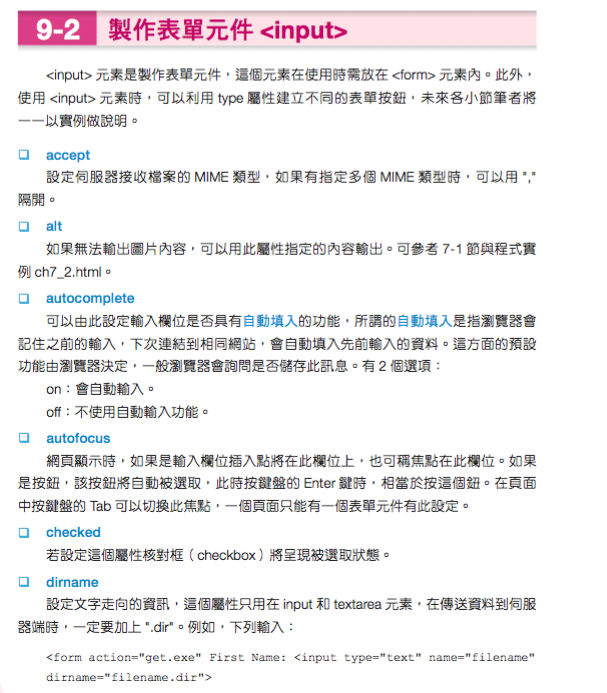 9-2 製作表單元件 <input>
<input> 元素是製作表單元件，這個元素在使用時需放在 <form> 元素內。此外，
使用 <input> 元素時，可以利用 type 屬性建立不同的表單按鈕，未來各小節筆者將
一一以實例做說明。
❏ accept
設定伺服器接收檔案的 MIME 類型，如果有指定多個 MIME 類型時，可以用 ","
隔開。
❏ alt
如果無法輸出圖片內容，可以用此屬性指定的內容輸出。可參考 7-1 節與程式實
例 ch7_2.html。
❏ autocomplete
可以由此設定輸入欄位是否具有自動填入的功能，所謂的自動填入是指瀏覽器會
記住之前的輸入，下次連結到相同網站，會自動填入先前輸入的資料。這方面的預設
功能由瀏覽器決定，一般瀏覽器會詢問是否儲存此訊息。有 2 個選項：
on：會自動輸入。
off：不使用自動輸入功能。
❏ autofocus
網頁顯示時，如果是輸入欄位插入點將在此欄位上，也可稱焦點在此欄位。如果
是按鈕，該按鈕將自動被選取，此時按鍵盤的 Enter 鍵時，相當於按這個鈕。在頁面
中按鍵盤的 Tab 可以切換此焦點，一個頁面只能有一個表單元件有此設定。
❏ checked
若設定這個屬性核對框（checkbox）將呈現被選取狀態。
❏ dirname
設定文字走向的資訊，這個屬性只用在 input 和 textarea 元素，在傳送資料到伺服
器端時，一定要加上 ".dir"。例如，下列輸入：
<form action="get.exe" First Name: <input type="text" name="filename"
dirname="filename.dir">